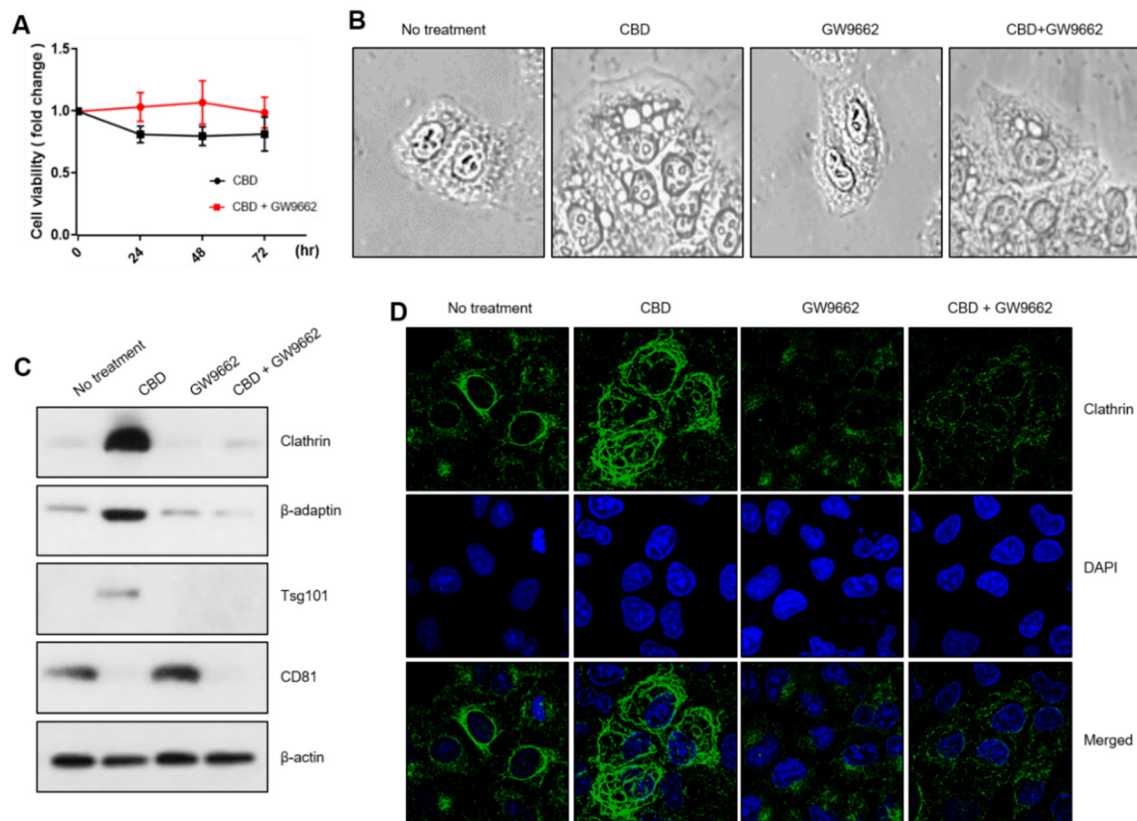 A
Cell viability ( fold change )
1.5
1.0
0.5
0.0
0
24
48
72
(hr)
CBD
CBD + GW9662
B
No treatment
CBD
GW9662
CBD+GW9662
C
No treatment
CBD
GW9662
CBD + GW9662
Clathrin
β-adaptin
Tsg101
CD81
β-actin
D
No treatment
CBD
GW9662
CBD + GW9662
Clathrin
DAPI
Merged